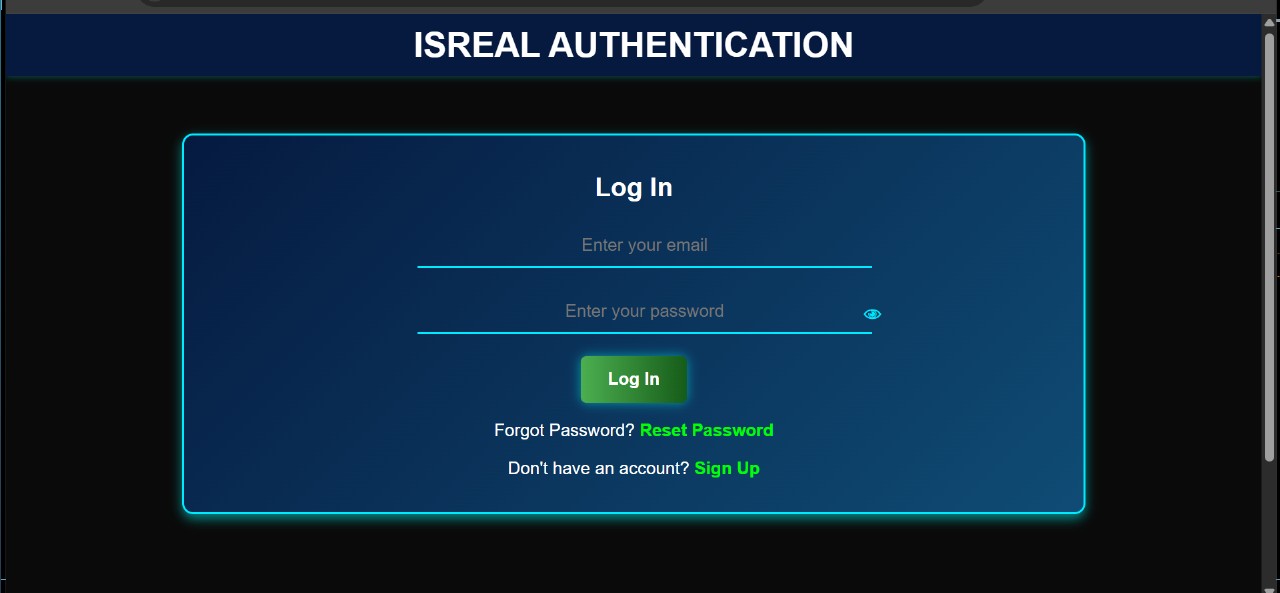 ISREAL AUTHENTICATION
Log In
Enter your email
Enter your password
Log In
Forgot Password? Reset Password
Don't have an account? Sign Up